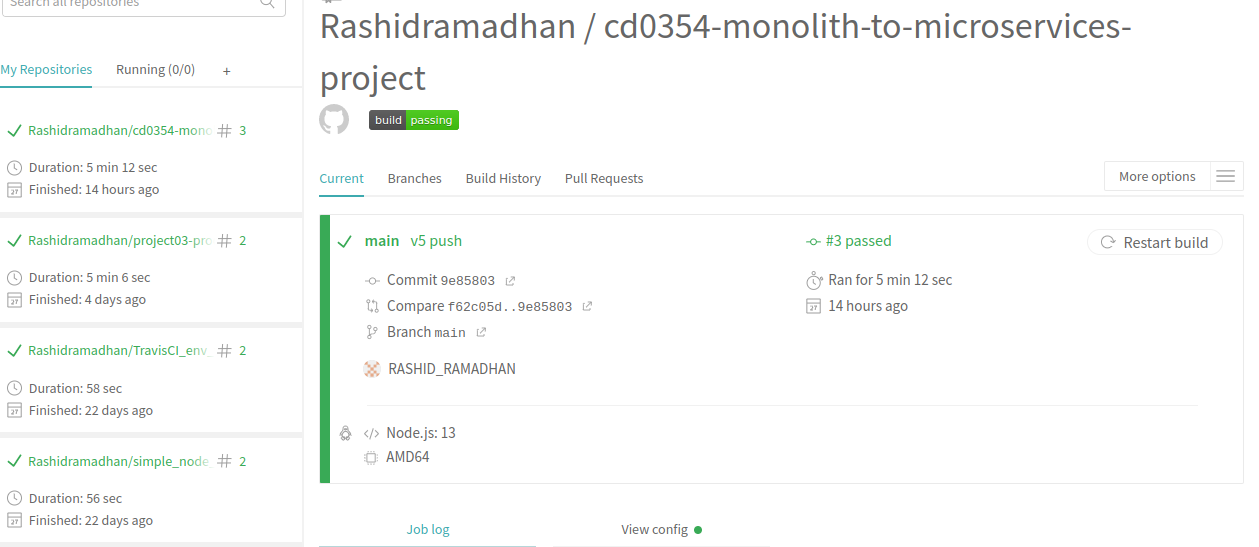 Search all repositories
My Repositories
Running (0/0)
+
Rashidramadhan/cd0354-mono
# 3
Duration: 5 min 12 sec
27
Finished: 14 hours ago
Rashidramadhan/project03-pro
# 2
Duration: 5 min 6 sec
27
Finished: 4 days ago
Rashidramadhan/TravisCI_env_
# 2
Duration: 58 sec
27
Finished: 22 days ago
Rashidramadhan/simple_node_
# 2
Duration: 56 sec
27
Finished: 22 days ago
Rashidramadhan / cd0354-monolith-to-microservices-
project
build passing
Current
Branches
Build History
Pull Requests
More options
main v5 push
#3 passed
Restart build
Commit 9e85803
Ran for 5 min 12 sec
Compare f62c05d..9e85803
27
14 hours ago
Branch main
RASHID_RAMADHAN
</> Node.js: 13
AMD64
Job log
View config